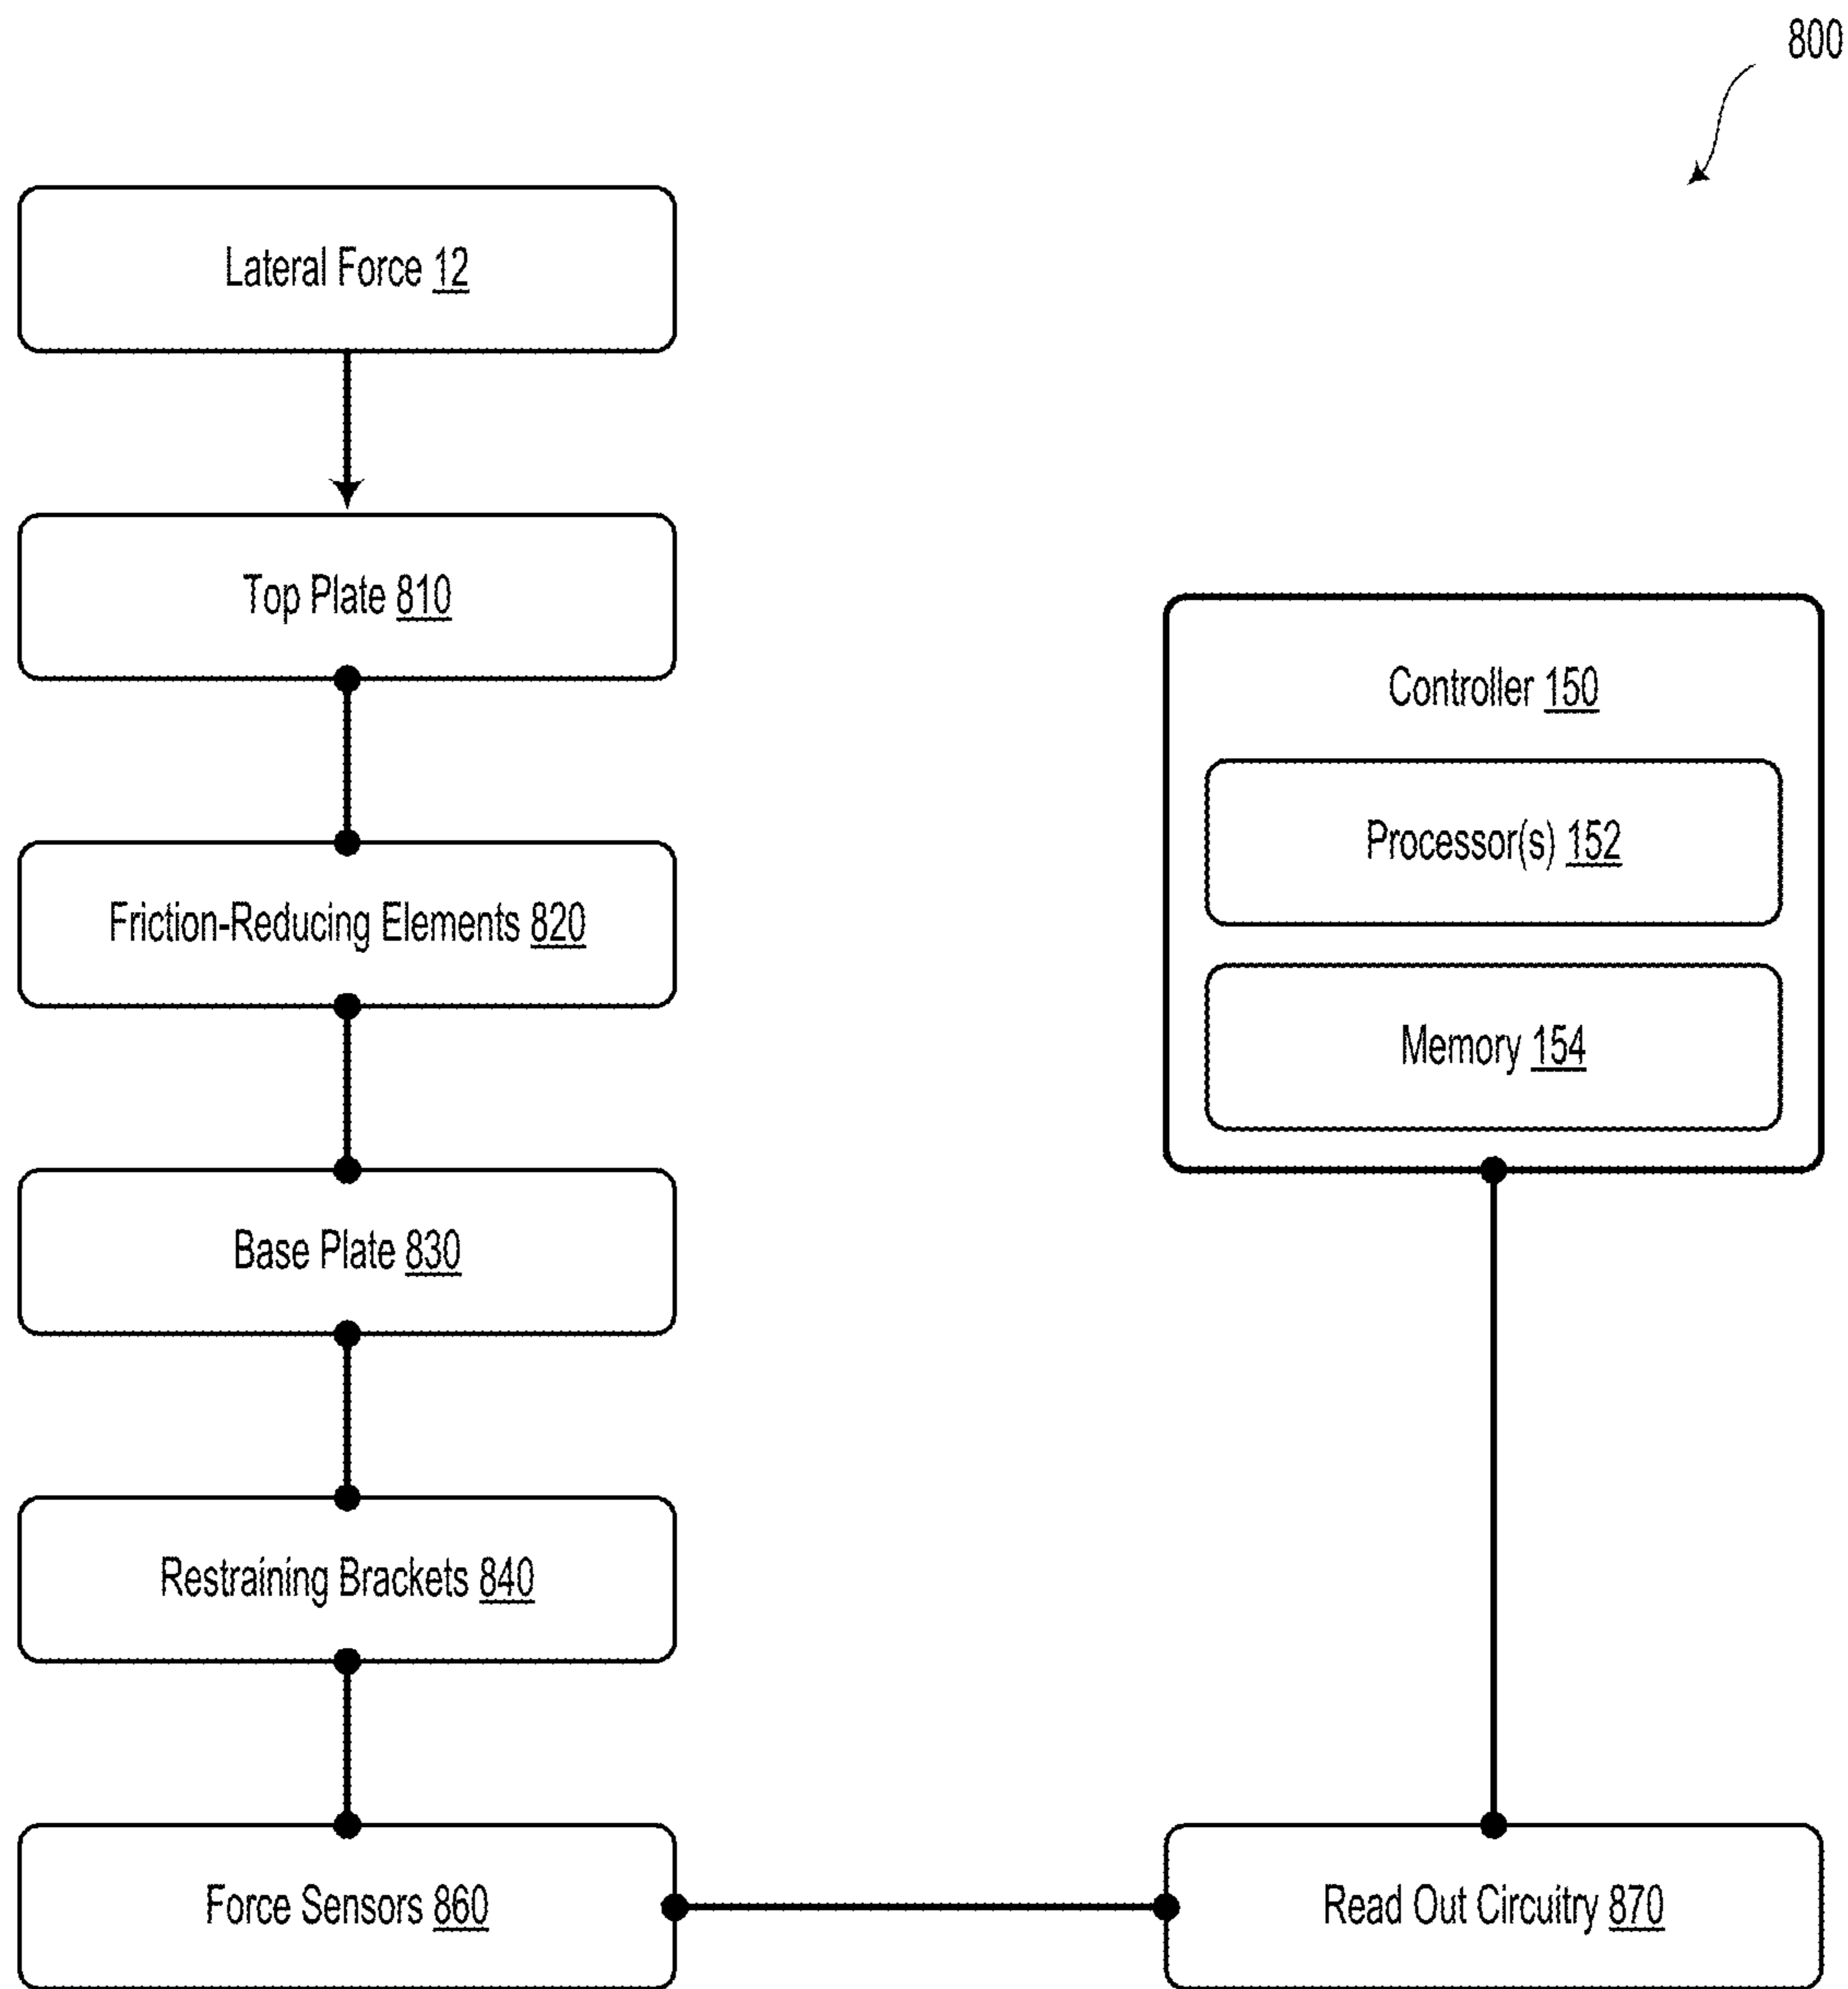 800
Lateral Force 12
Top Plate 810
Controller 150
Processor(s) 152
Friction-Reducing Elements 820
Memory 154
Base Plate 830
Restraining Brackets 840
Force Sensors 860
Read Out Circuitry 870